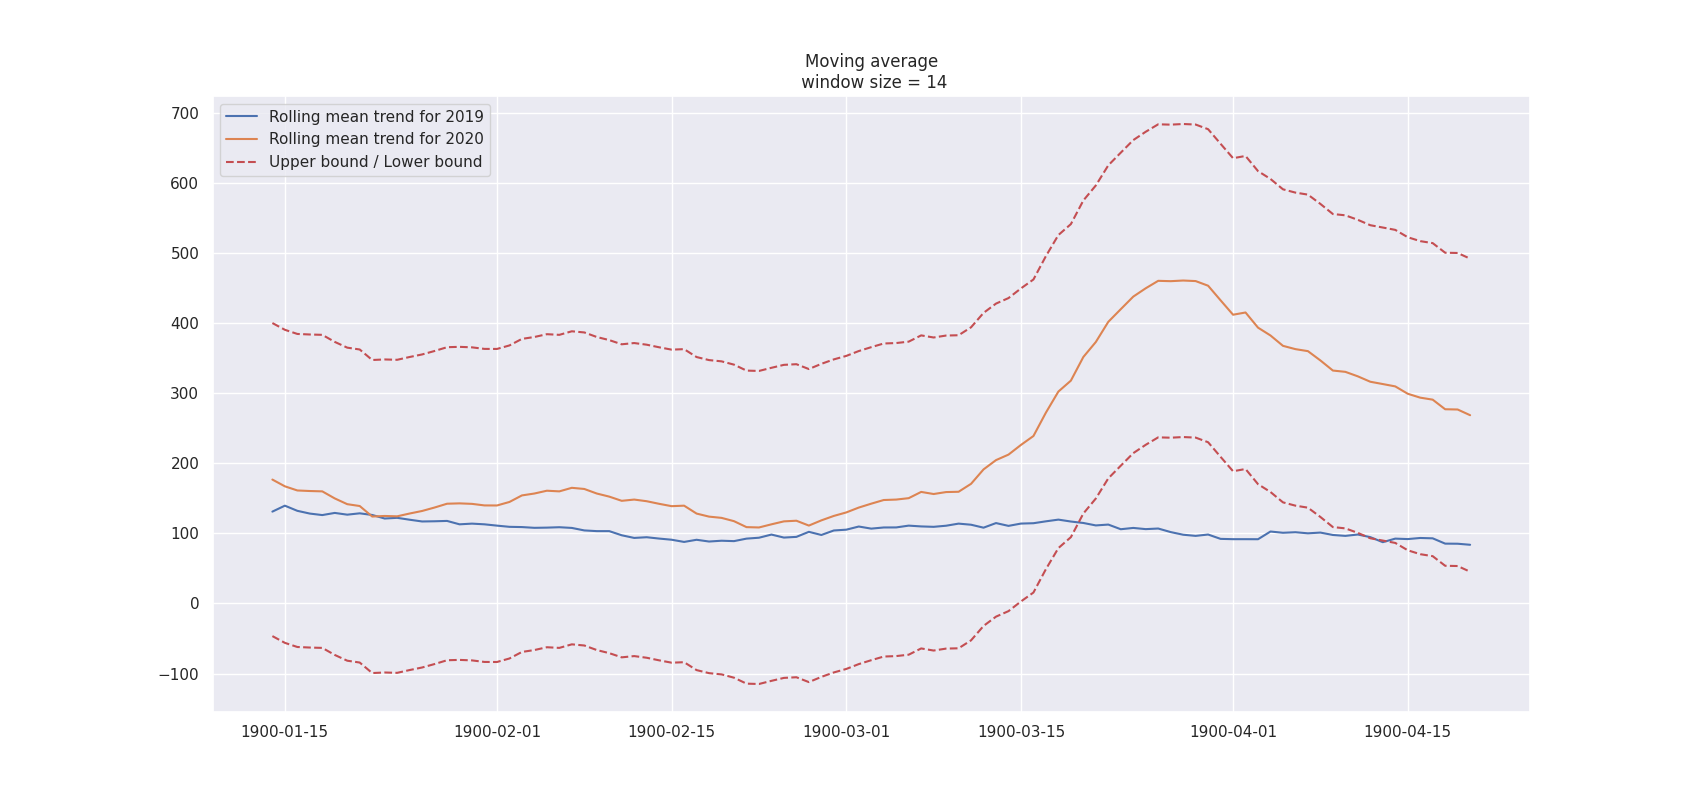 Moving average
window size = 14
Rolling mean trend for 2019
Rolling mean trend for 2020
Upper bound / Lower bound
700
600
500
400
300
200
100
0
−100
1900-01-15 1900-02-01 1900-02-15 1900-03-01 1900-03-15 1900-04-01 1900-04-15